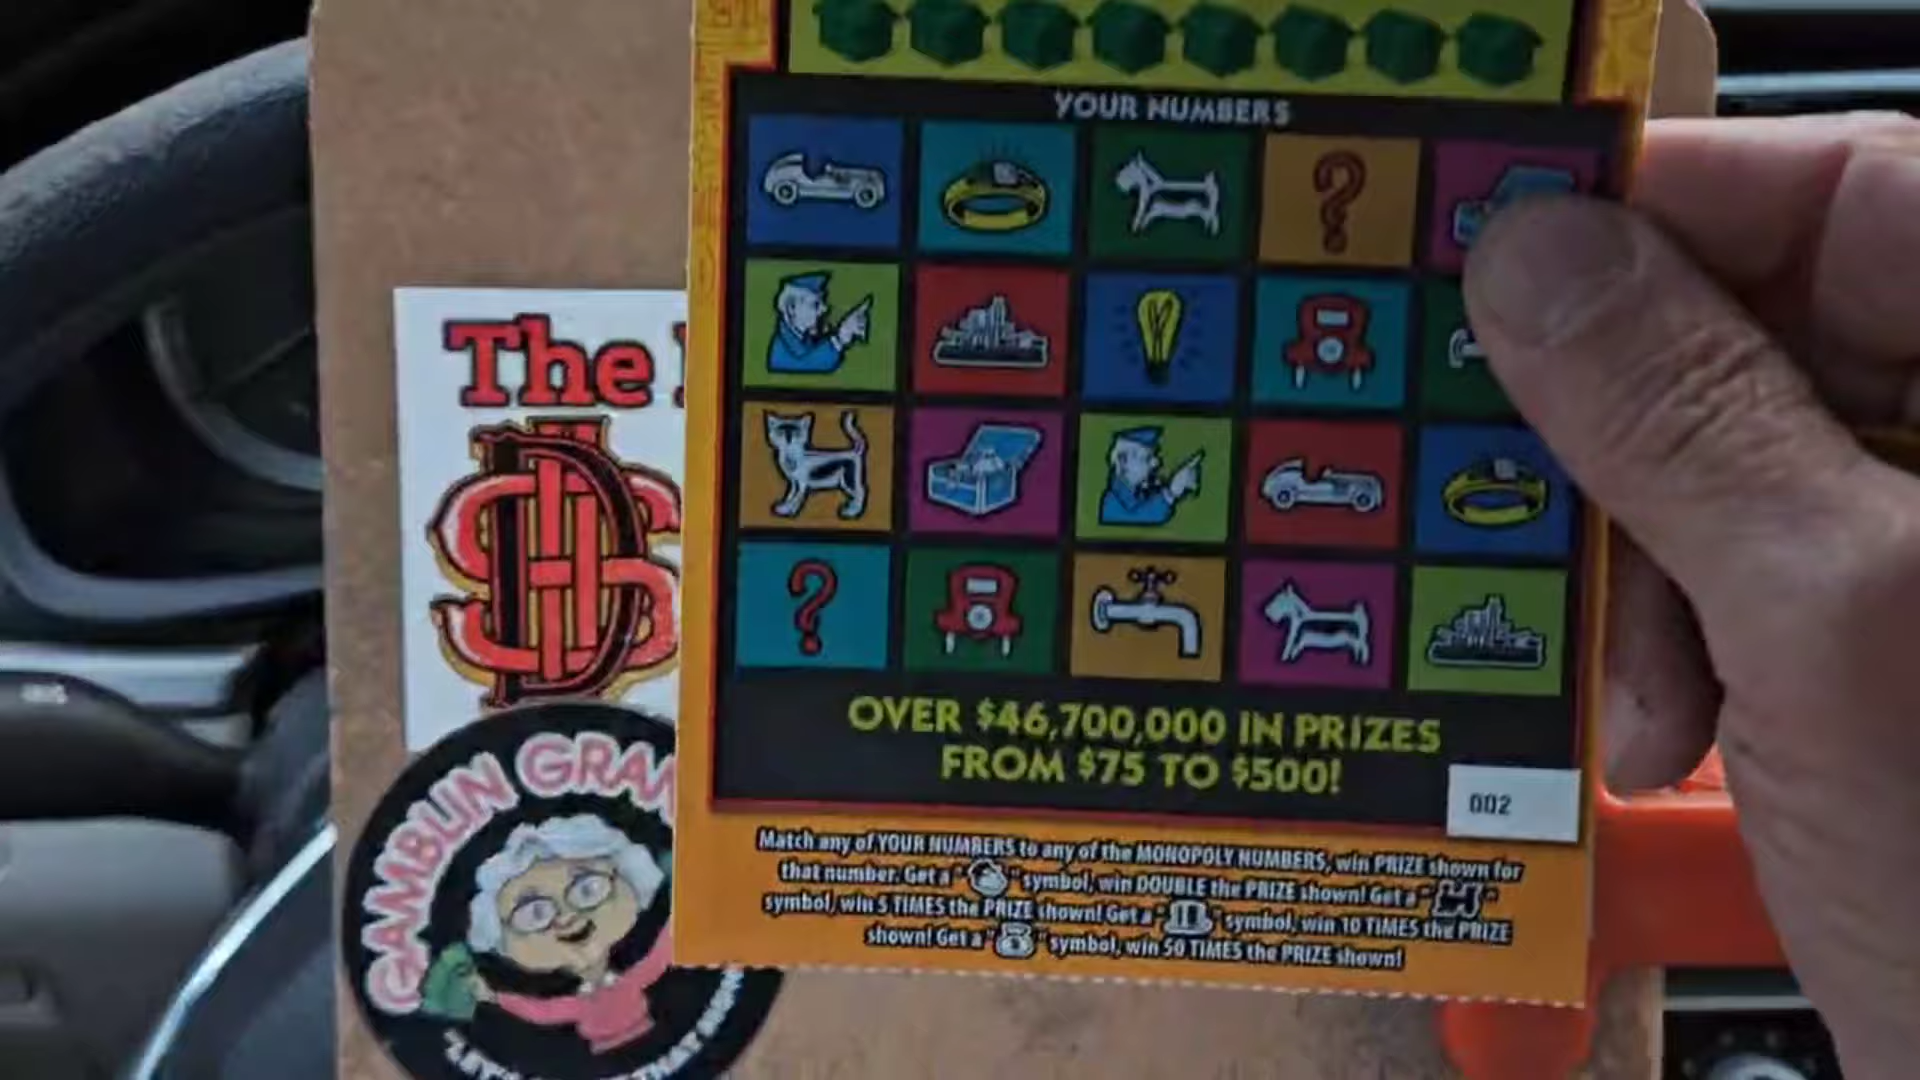 YOUR NUMBERS
The
GAMBLIN GRAN
OVER $46,700,000 IN PRIZES
FROM $75 TO $500!
002
Match any of YOUR NUMBERS to any of the MONOPOLY NUMBERS, win PRIZE shown for
that number. Get a " " symbol, win DOUBLE the PRIZE shown! Get a " "
symbol, win 5 TIMES the PRIZE shown! Get a " " symbol, win 10 TIMES the PRIZE
shown! Get a " " symbol, win 50 TIMES the PRIZE shown!
"LET'S